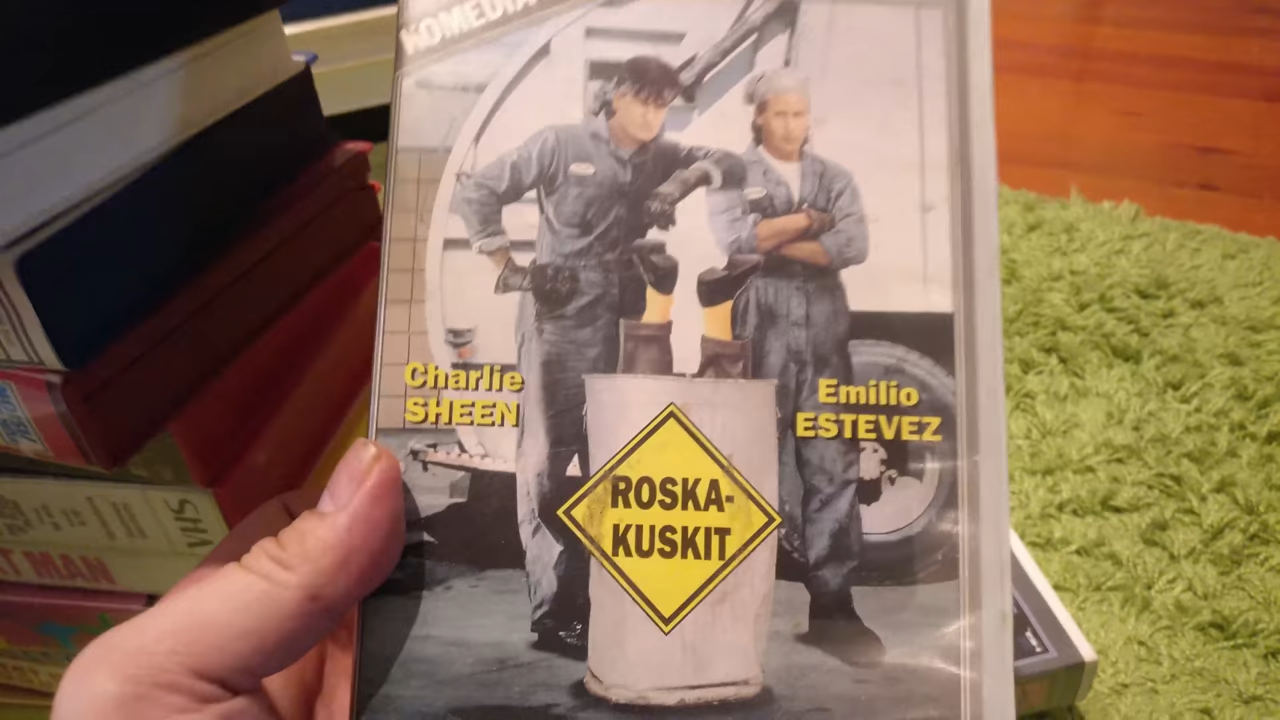 KOMEDIA
Charlie
SHEEN
Emilio
ESTEVEZ
ROSKA-
KUSKIT
VHS
T MAN